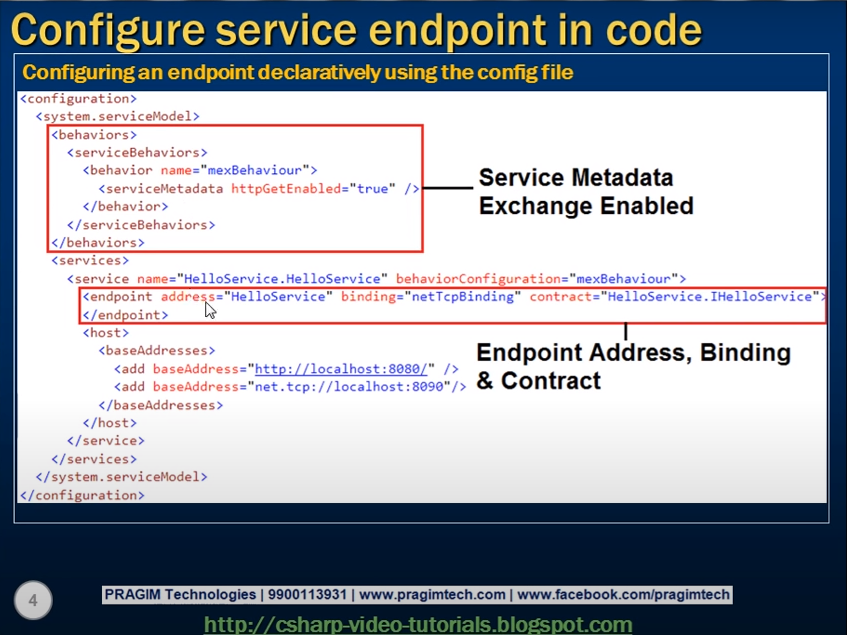 Configure service endpoint in code
Configuring an endpoint declaratively using the config file
<configuration>
<system.serviceModel>
<behaviors>
<serviceBehaviors>
<behavior name="mexBehaviour">
<serviceMetadata httpGetEnabled="true" />
</behavior>
</serviceBehaviors>
</behaviors>
Service Metadata
Exchange Enabled
<services>
<service name="HelloService.HelloService" behaviorConfiguration="mexBehaviour">
<endpoint address="HelloService" binding="netTcpBinding" contract="HelloService.IHelloService">
</endpoint>
Endpoint Address, Binding
& Contract
<host>
<baseAddresses>
<add baseAddress="http://localhost:8080/" />
<add baseAddress="net.tcp://localhost:8090"/>
</baseAddresses>
</host>
</service>
</services>
</system.serviceModel>
</configuration>
4
PRAGIM Technologies | 9900113931 | www.pragimtech.com | www.facebook.com/pragimtech
http://csharp-video-tutorials.blogspot.com